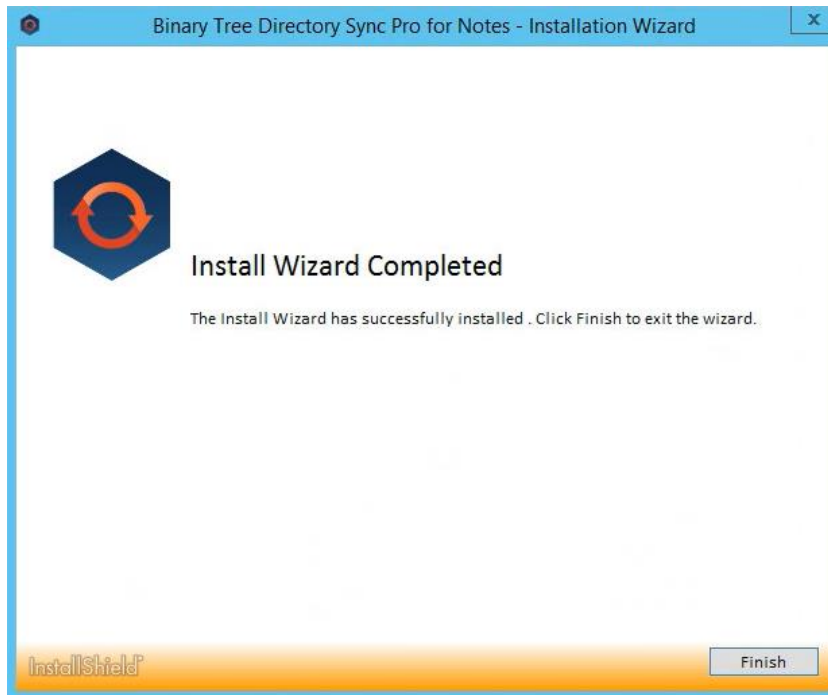 Binary Tree Directory Sync Pro for Notes - Installation Wizard
x
Install Wizard Completed
The Install Wizard has successfully installed . Click Finish to exit the wizard.
InstallShield
Finish